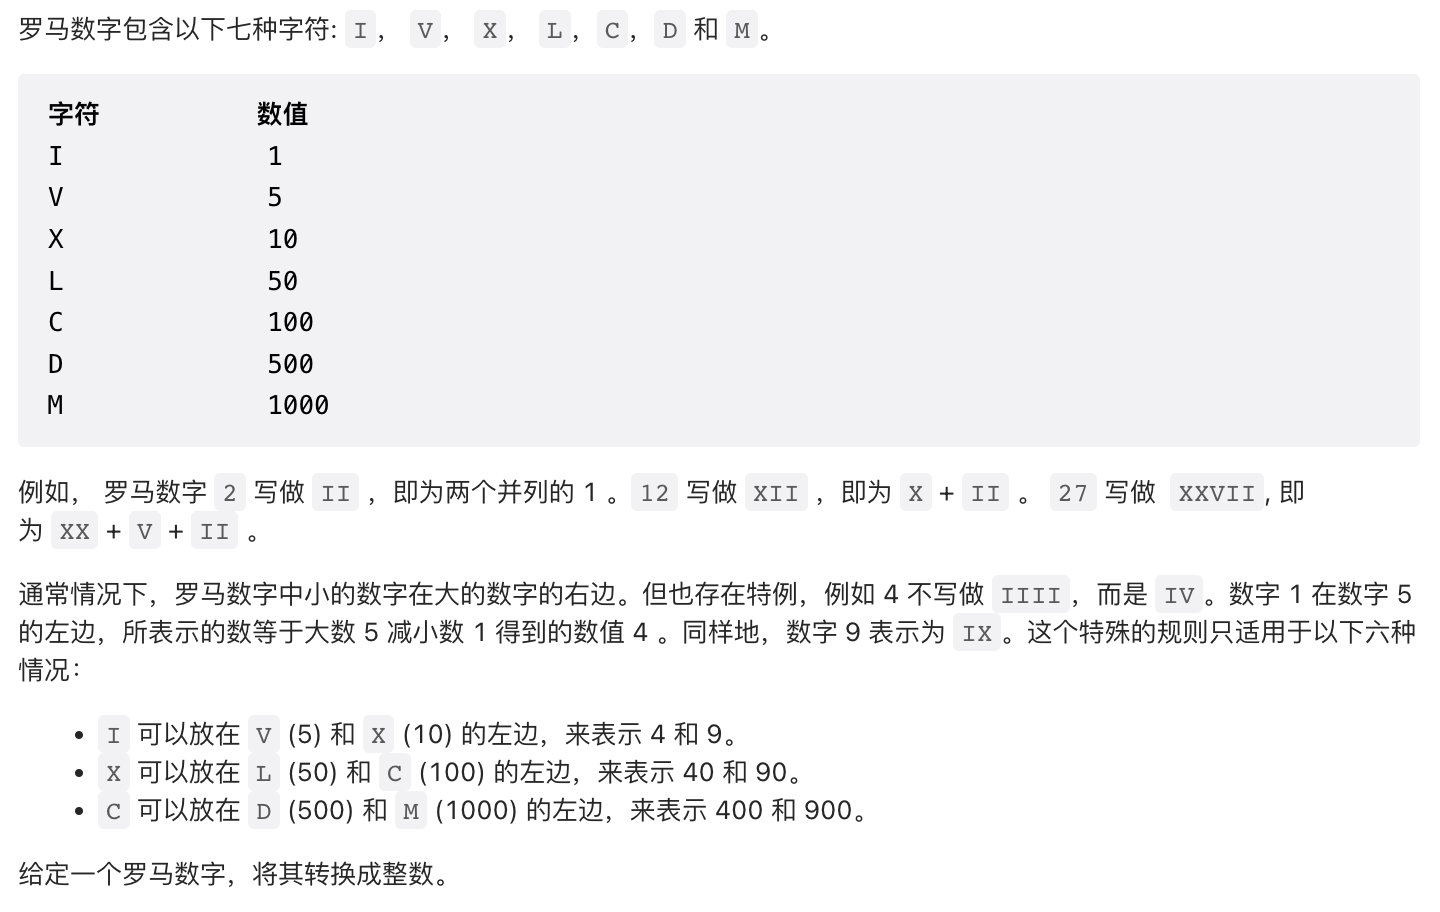 罗马数字包含以下七种字符: I， V， X， L，C，D 和 M。
字符 数值
I 1
V 5
X 10
L 50
C 100
D 500
M 1000
例如， 罗马数字 2 写做 II ，即为两个并列的 1 。12 写做 XII ，即为 X + II 。 27 写做 XXVII, 即
为 XX + V + II 。
通常情况下，罗马数字中小的数字在大的数字的右边。但也存在特例，例如 4 不写做 IIII，而是 IV。数字 1 在数字 5
的左边，所表示的数等于大数 5 减小数 1 得到的数值 4 。同样地，数字 9 表示为 IX。这个特殊的规则只适用于以下六种
情况：
• I 可以放在 V (5) 和 X (10) 的左边，来表示 4 和 9。
• X 可以放在 L (50) 和 C (100) 的左边，来表示 40 和 90。
• C 可以放在 D (500) 和 M (1000) 的左边，来表示 400 和 900。
给定一个罗马数字，将其转换成整数。